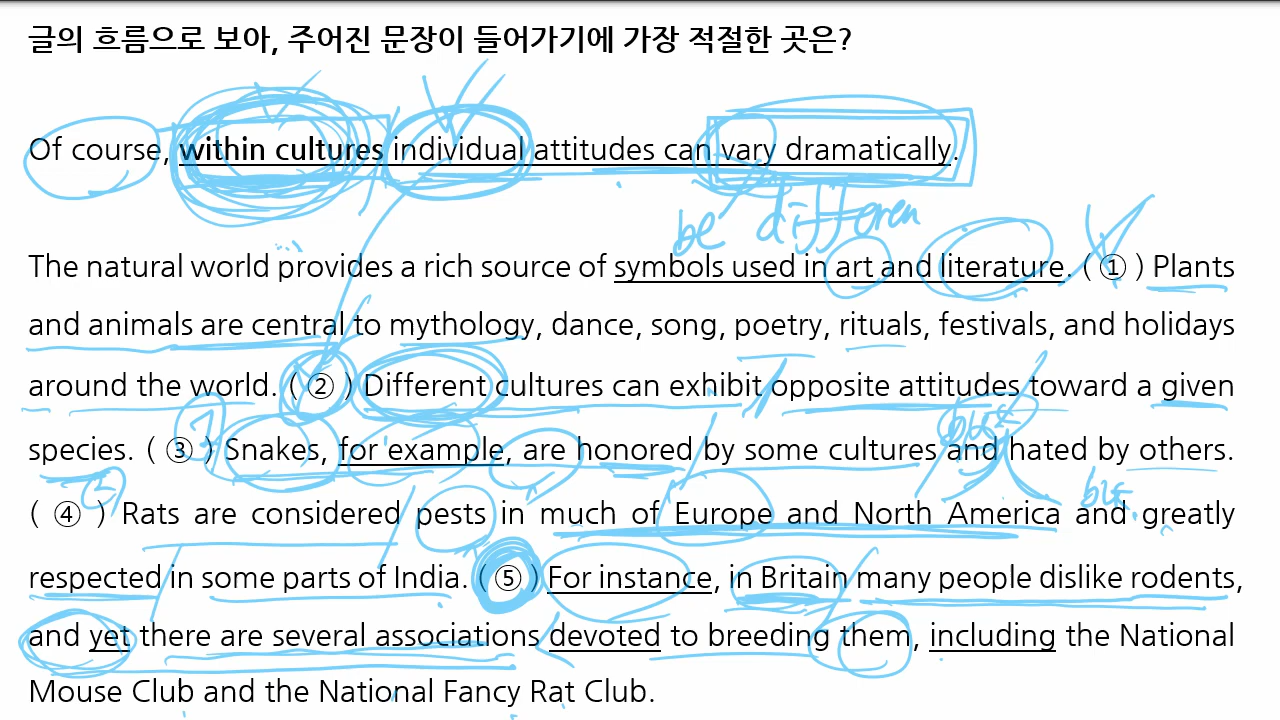 글의 흐름으로 보아, 주어진 문장이 들어가기에 가장 적절한 곳은?
Of course, within cultures individual attitudes can vary dramatically.
be differen
The natural world provides a rich source of symbols used in art and literature. ( ① ) Plants
and animals are central to mythology, dance, song, poetry, rituals, festivals, and holidays
around the world. ( ② ) Different cultures can exhibit opposite attitudes toward a given
species. ( ③ ) Snakes, for example, are honored by some cultures and hated by others.
( ④ ) Rats are considered pests in much of Europe and North America and greatly
respected in some parts of India. ( ⑤ ) For instance, in Britain many people dislike rodents,
and yet there are several associations devoted to breeding them, including the National
Mouse Club and the National Fancy Rat Club.